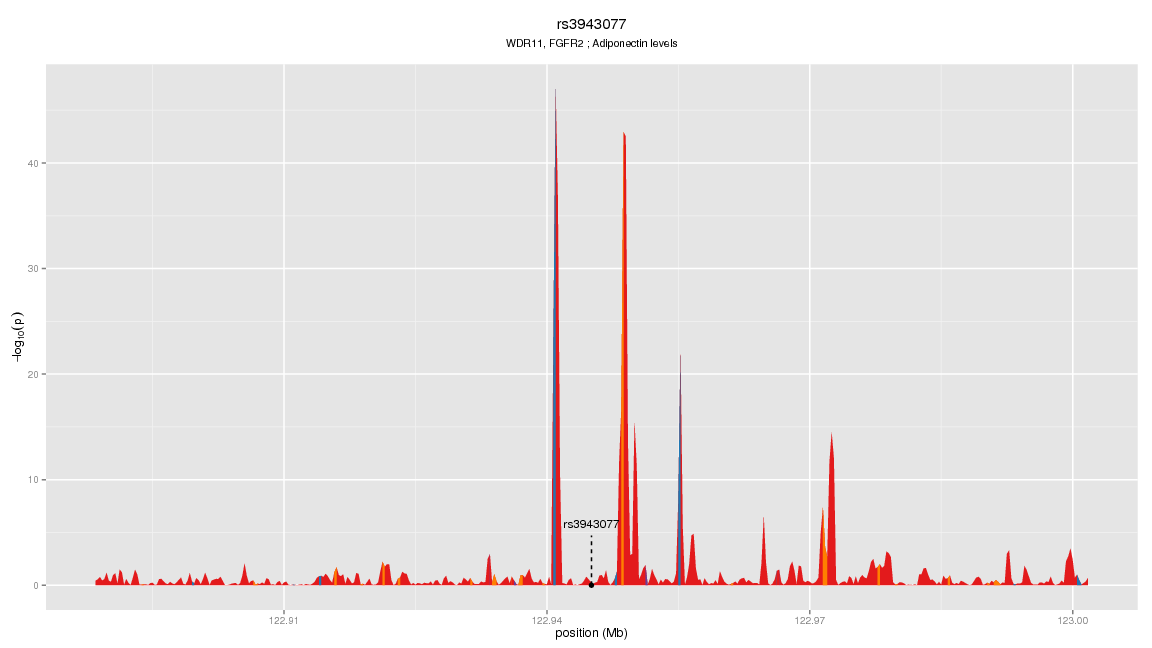 rs3943077
WDR11, FGFR2 ; Adiponectin levels
−log10(p)
40
30
20
10
0
rs3943077
122.91
122.94
122.97
123.00
position (Mb)